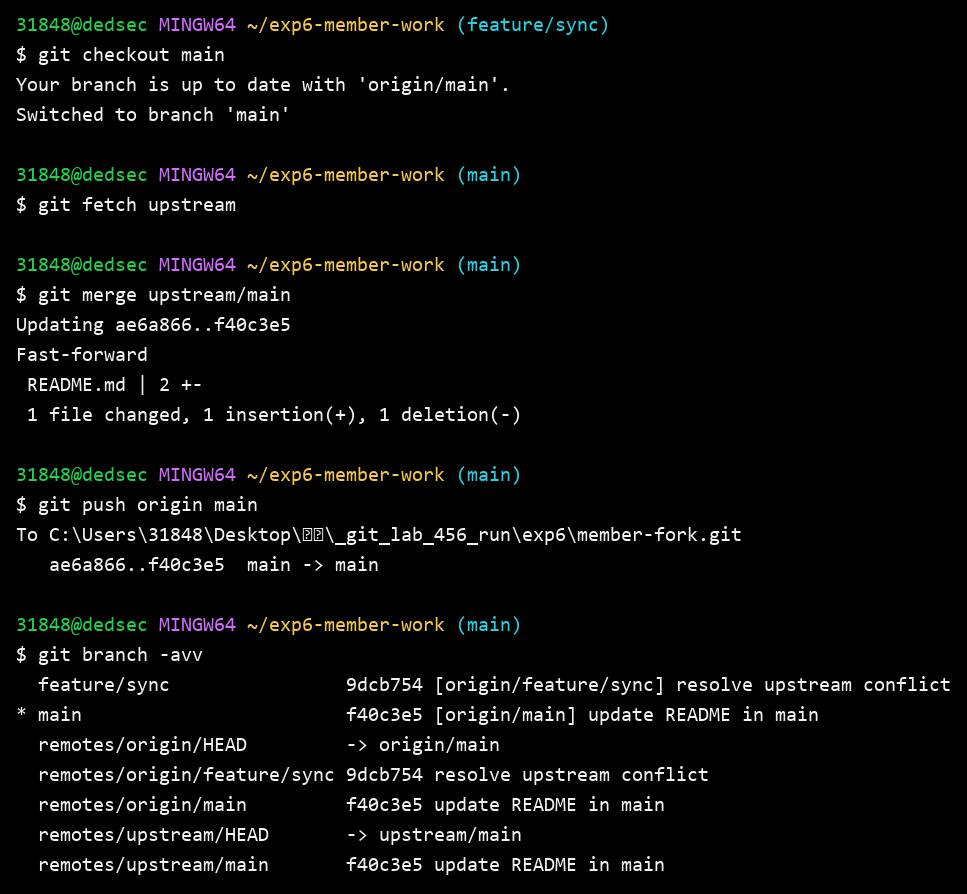 31848@dedsec MINGW64 ~/exp6-member-work (feature/sync)
$ git checkout main
Your branch is up to date with 'origin/main'.
Switched to branch 'main'
31848@dedsec MINGW64 ~/exp6-member-work (main)
$ git fetch upstream
31848@dedsec MINGW64 ~/exp6-member-work (main)
$ git merge upstream/main
Updating ae6a866..f40c3e5
Fast-forward
 README.md | 2 +-
 1 file changed, 1 insertion(+), 1 deletion(-)
31848@dedsec MINGW64 ~/exp6-member-work (main)
$ git push origin main
To C:\Users\31848\Desktop\\_git_lab_456_run\exp6\member-fork.git
   ae6a866..f40c3e5  main -> main
31848@dedsec MINGW64 ~/exp6-member-work (main)
$ git branch -avv
  feature/sync                9dcb754 [origin/feature/sync] resolve upstream conflict
* main                        f40c3e5 [origin/main] update README in main
  remotes/origin/HEAD         -> origin/main
  remotes/origin/feature/sync 9dcb754 resolve upstream conflict
  remotes/origin/main         f40c3e5 update README in main
  remotes/upstream/HEAD       -> upstream/main
  remotes/upstream/main       f40c3e5 update README in main